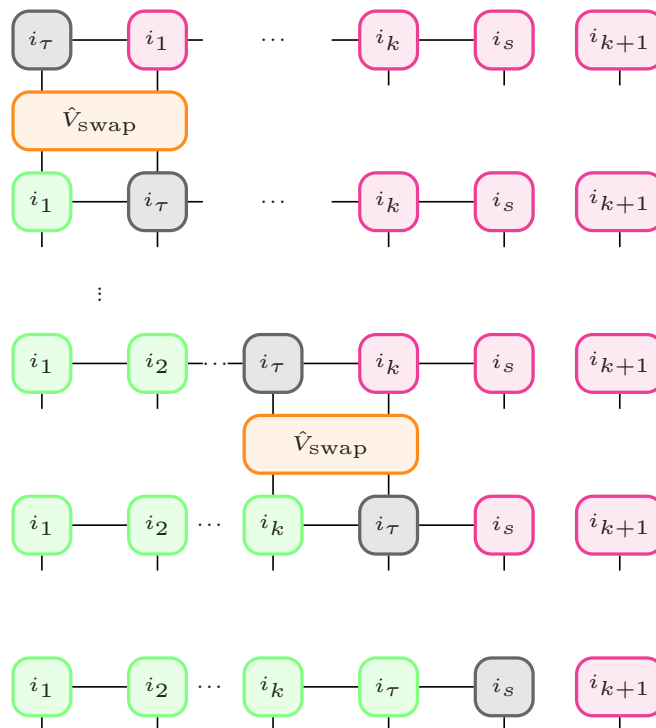 i_τ i_1 ⋯ i_k i_s i_{k+1}
V̂_swap
i_1 i_τ ⋯ i_k i_s i_{k+1}
⋮
i_1 i_2 ⋯ i_τ i_k i_s i_{k+1}
V̂_swap
i_1 i_2 ⋯ i_k i_τ i_s i_{k+1}
i_1 i_2 ⋯ i_k i_τ i_s i_{k+1}